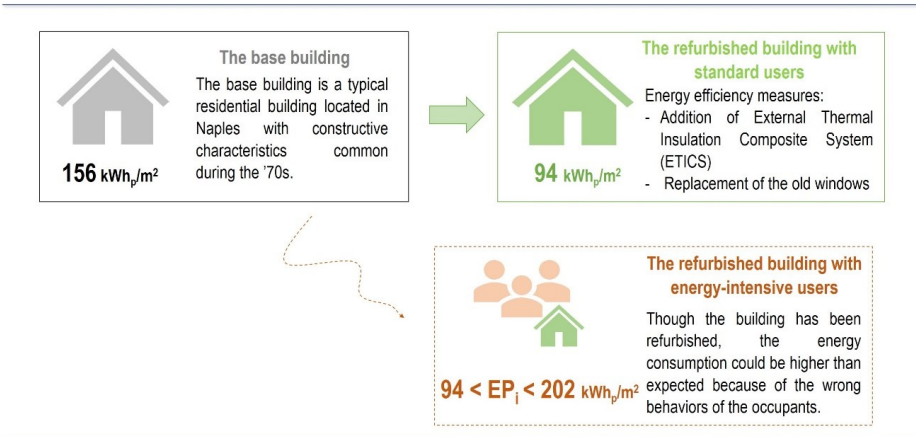 The base building
The base building is a typical
residential building located in
Naples with constructive
characteristics common
during the '70s.
156 kWhp/m²
The refurbished building with
standard users
Energy efficiency measures:
- Addition of External Thermal
Insulation Composite System
(ETICS)
- Replacement of the old windows
94 kWhp/m²
The refurbished building with
energy-intensive users
Though the building has been
refurbished, the energy
consumption could be higher than
expected because of the wrong
behaviors of the occupants.
94 < EPi < 202 kWhp/m²